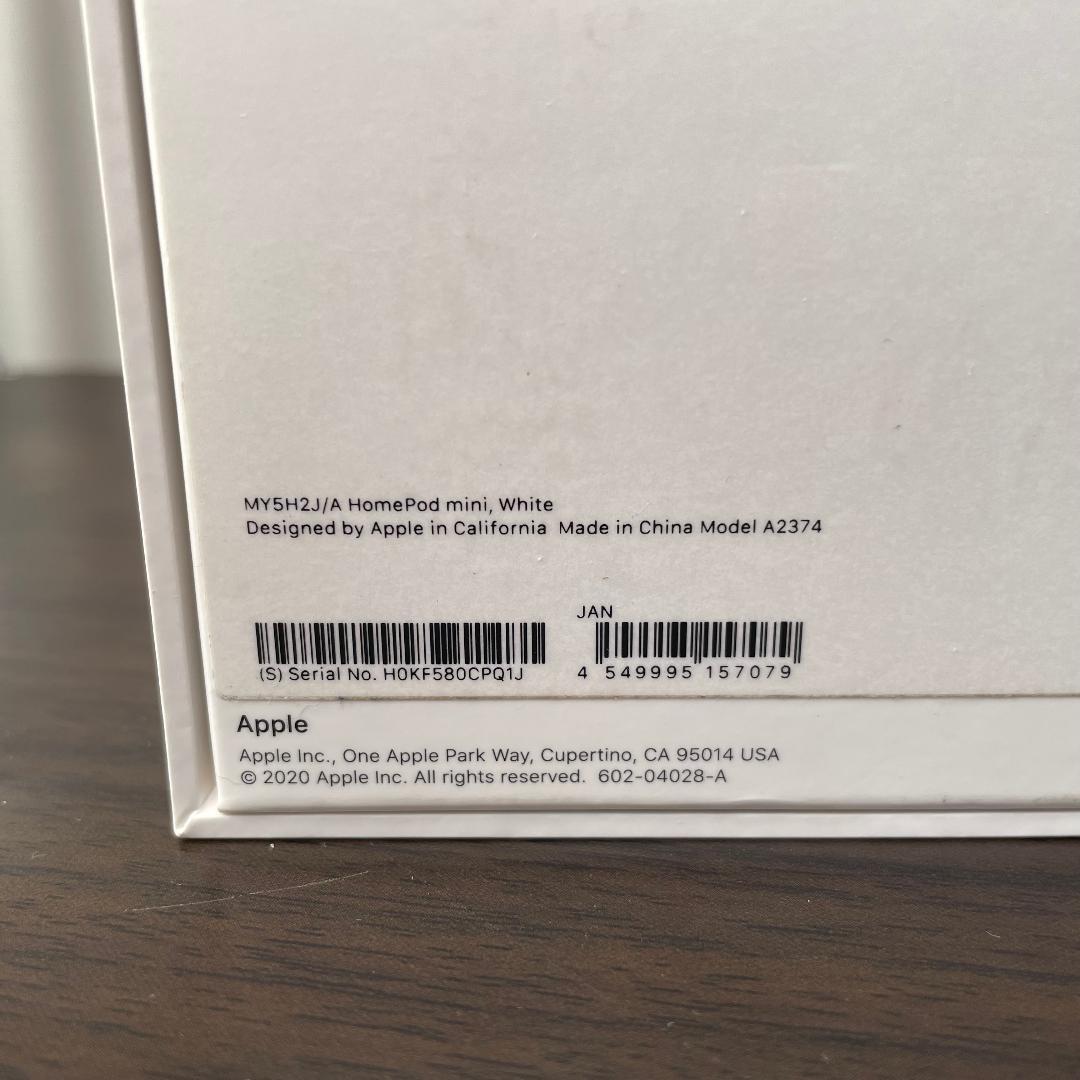 MY5H2J/A HomePod mini, White
Designed by Apple in California  Made in China Model A2374
JAN
(S) Serial No. H0KF580CPQ1J
4 549995 157079
Apple
Apple Inc., One Apple Park Way, Cupertino, CA 95014 USA
© 2020 Apple Inc. All rights reserved.  602-04028-A